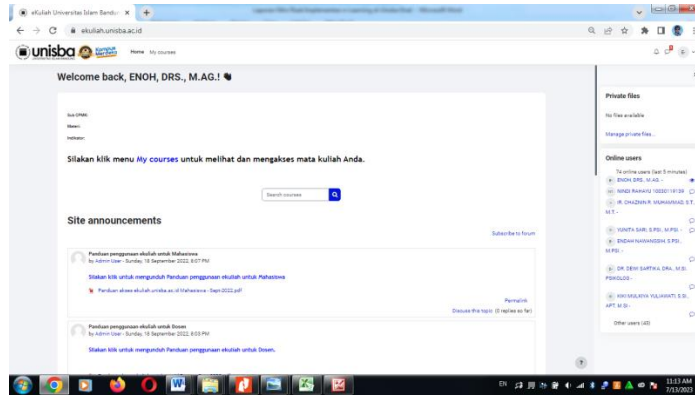 eKuliah Universitas Islam Bandu
ekuliah.unisba.ac.id
unisba
Kampus Merdeka
Home My courses
Welcome back, ENOH, DRS., M.AG.!
Sub CPMK:
Materi:
Indikator:
Silakan klik menu My courses untuk melihat dan mengakses mata kuliah Anda.
Search courses
Site announcements
Subscribe to forum
Panduan penggunaan ekuliah untuk Mahasiswa
by Admin User - Sunday, 18 September 2022, 8:07 PM
Silakan klik untuk mengunduh Panduan penggunaan ekuliah untuk Mahasiswa
Panduan akses ekuliah.unisba.ac.id Mahasiswa - Sept-2022.pdf
Permalink
Discuss this topic (0 replies so far)
Panduan penggunaan ekuliah untuk Dosen
by Admin User - Sunday, 18 September 2022, 8:05 PM
Silakan klik untuk mengunduh Panduan penggunaan ekuliah untuk Dosen.
Private files
No files available
Manage private files...
Online users
74 online users (last 5 minutes)
ENOH, DRS., M.AG. -
NINDI RAHAYU 10030119139
IR. CHAZNIN R. MUHAMMAD, S.T.,
M.T. -
YUNITA SARI, S.PSI., M.PSI. -
ENDAH NAWANGSIH, S.PSI.,
M.PSI. -
DR. DEWI SARTIKA, DRA., M.SI.
PSIKOLOG -
KIKI MULKIYA YULIAWATI, S.SI.,
APT. M.SI -
Other users
EN
11:13 AM
7/13/2023